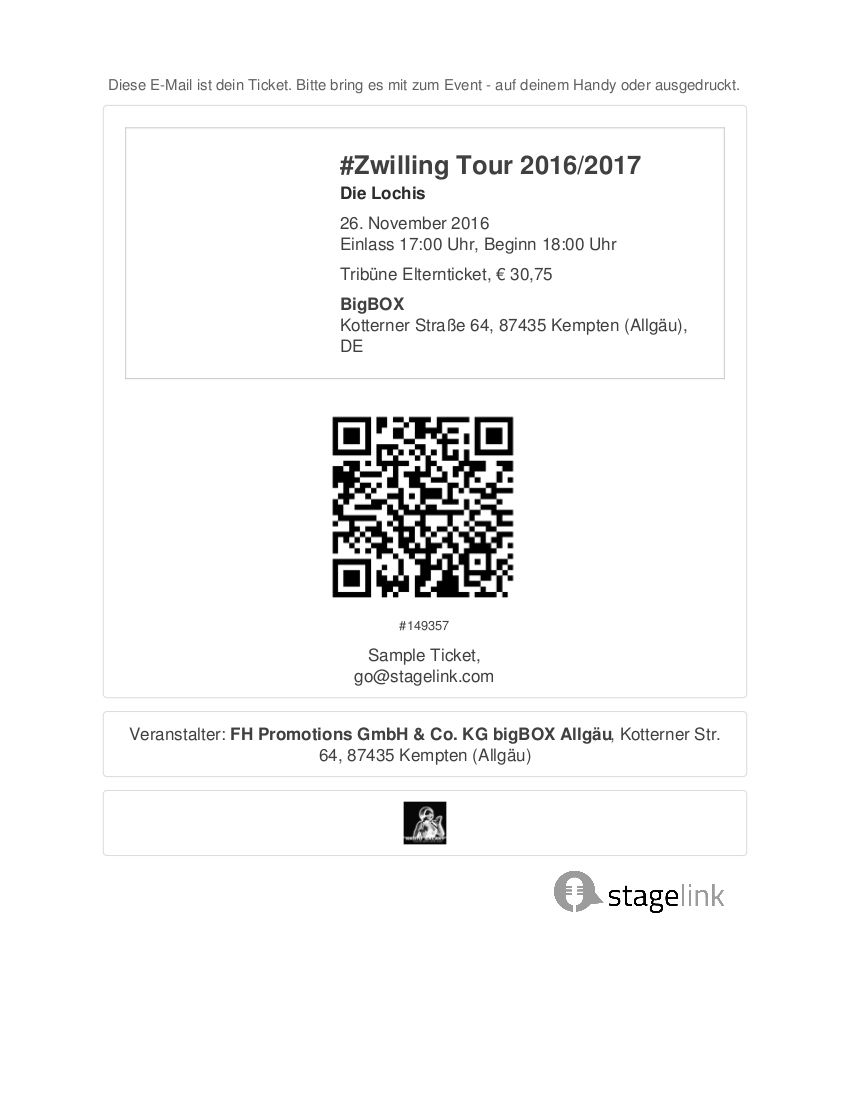 Diese E-Mail ist dein Ticket. Bitte bring es mit zum Event - auf deinem Handy oder ausgedruckt.
#Zwilling Tour 2016/2017
Die Lochis
26. November 2016
Einlass 17:00 Uhr, Beginn 18:00 Uhr
Tribüne Elternticket, € 30,75
BigBOX
Kotterner Straße 64, 87435 Kempten (Allgäu),
DE
#149357
Sample Ticket,
go@stagelink.com
Veranstalter: FH Promotions GmbH & Co. KG bigBOX Allgäu, Kotterner Str.
64, 87435 Kempten (Allgäu)
stagelink